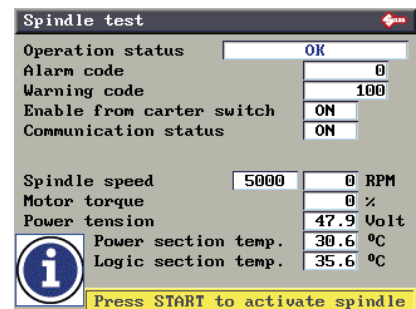 Spindle test
Operation status OK
Alarm code 0
Warning code 100
Enable from carter switch ON
Communication status ON
Spindle speed 5000 0 RPM
Motor torque 0 %
Power tension 47.9 Volt
Power section temp. 30.6 ºC
Logic section temp. 35.6 ºC
i
Press START to activate spindle